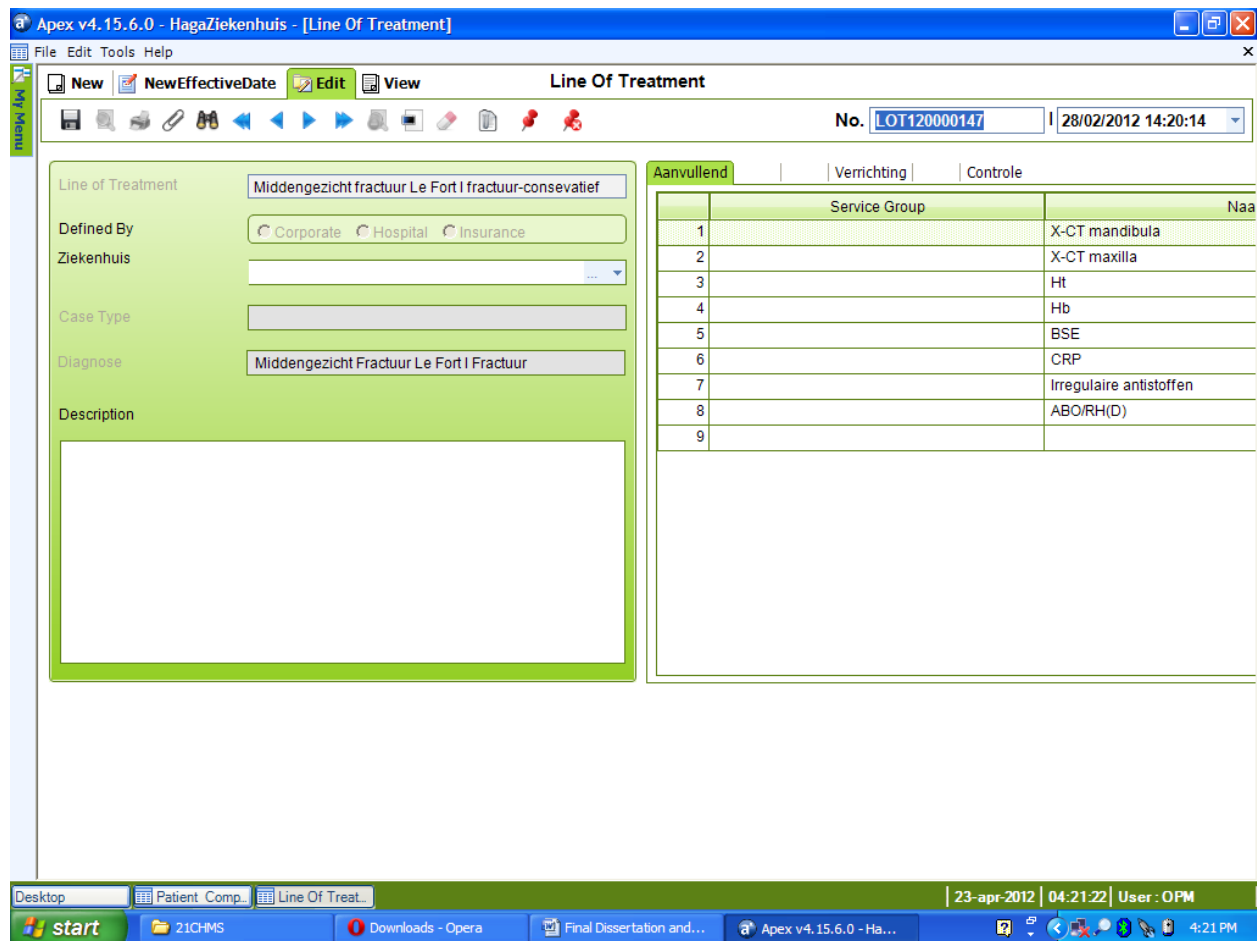 Apex v4.15.6.0 - HagaZiekenhuis - [Line Of Treatment]
File Edit Tools Help
My Menu
New NewEffectiveDate Edit View Line Of Treatment
No. LOT120000147 28/02/2012 14:20:14
Line of Treatment Middengezicht fractuur Le Fort I fractuur-consevatief
Defined By Corporate Hospital Insurance
Ziekenhuis ...
Case Type
Diagnose Middengezicht Fractuur Le Fort I Fractuur
Description
Aanvullend Verrichting Controle
Service Group Naa
1 X-CT mandibula
2 X-CT maxilla
3 Ht
4 Hb
5 BSE
6 CRP
7 Irregulaire antistoffen
8 ABO/RH(D)
9
Desktop Patient Comp... Line Of Treat... 23-apr-2012 04:21:22 User : OPM
start 21CHMS Downloads - Opera Final Dissertation and... Apex v4.15.6.0 - Ha... 4:21 PM